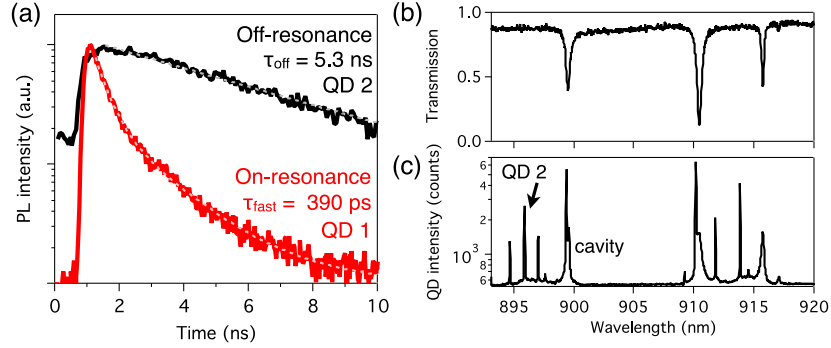 (a)
Off-resonance
τoff = 5.3 ns
QD 2
On-resonance
τfast = 390 ps
QD 1
PL intensity (a.u.)
0 2 4 6 8 10
Time (ns)
(b)
1.0
0.5
0.0
Transmission
(c)
QD 2
cavity
6
4
2
10³
8
6
QD intensity (counts)
895 900 905 910 915 920
Wavelength (nm)